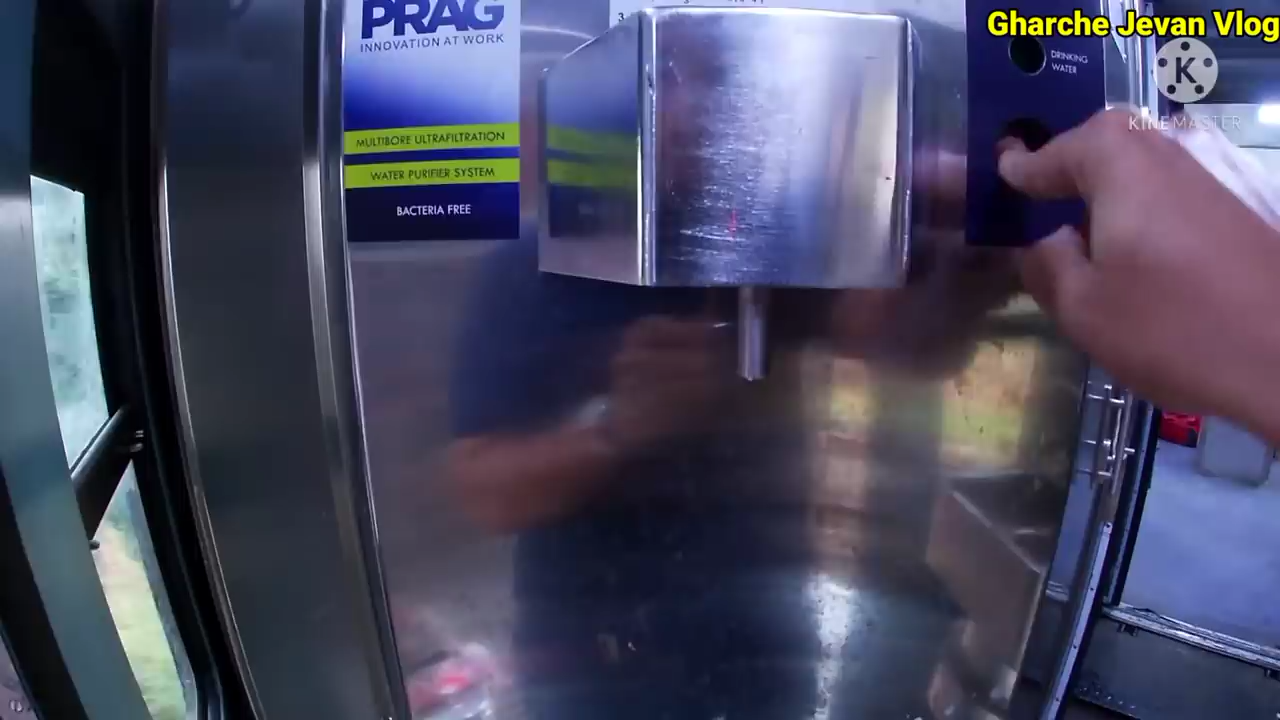 PRAG
INNOVATION AT WORK
MULTIBORE ULTRAFILTRATION
WATER PURIFIER SYSTEM
BACTERIA FREE
Gharche Jevan Vlog
DRINKING
WATER
K
KINEMASTER